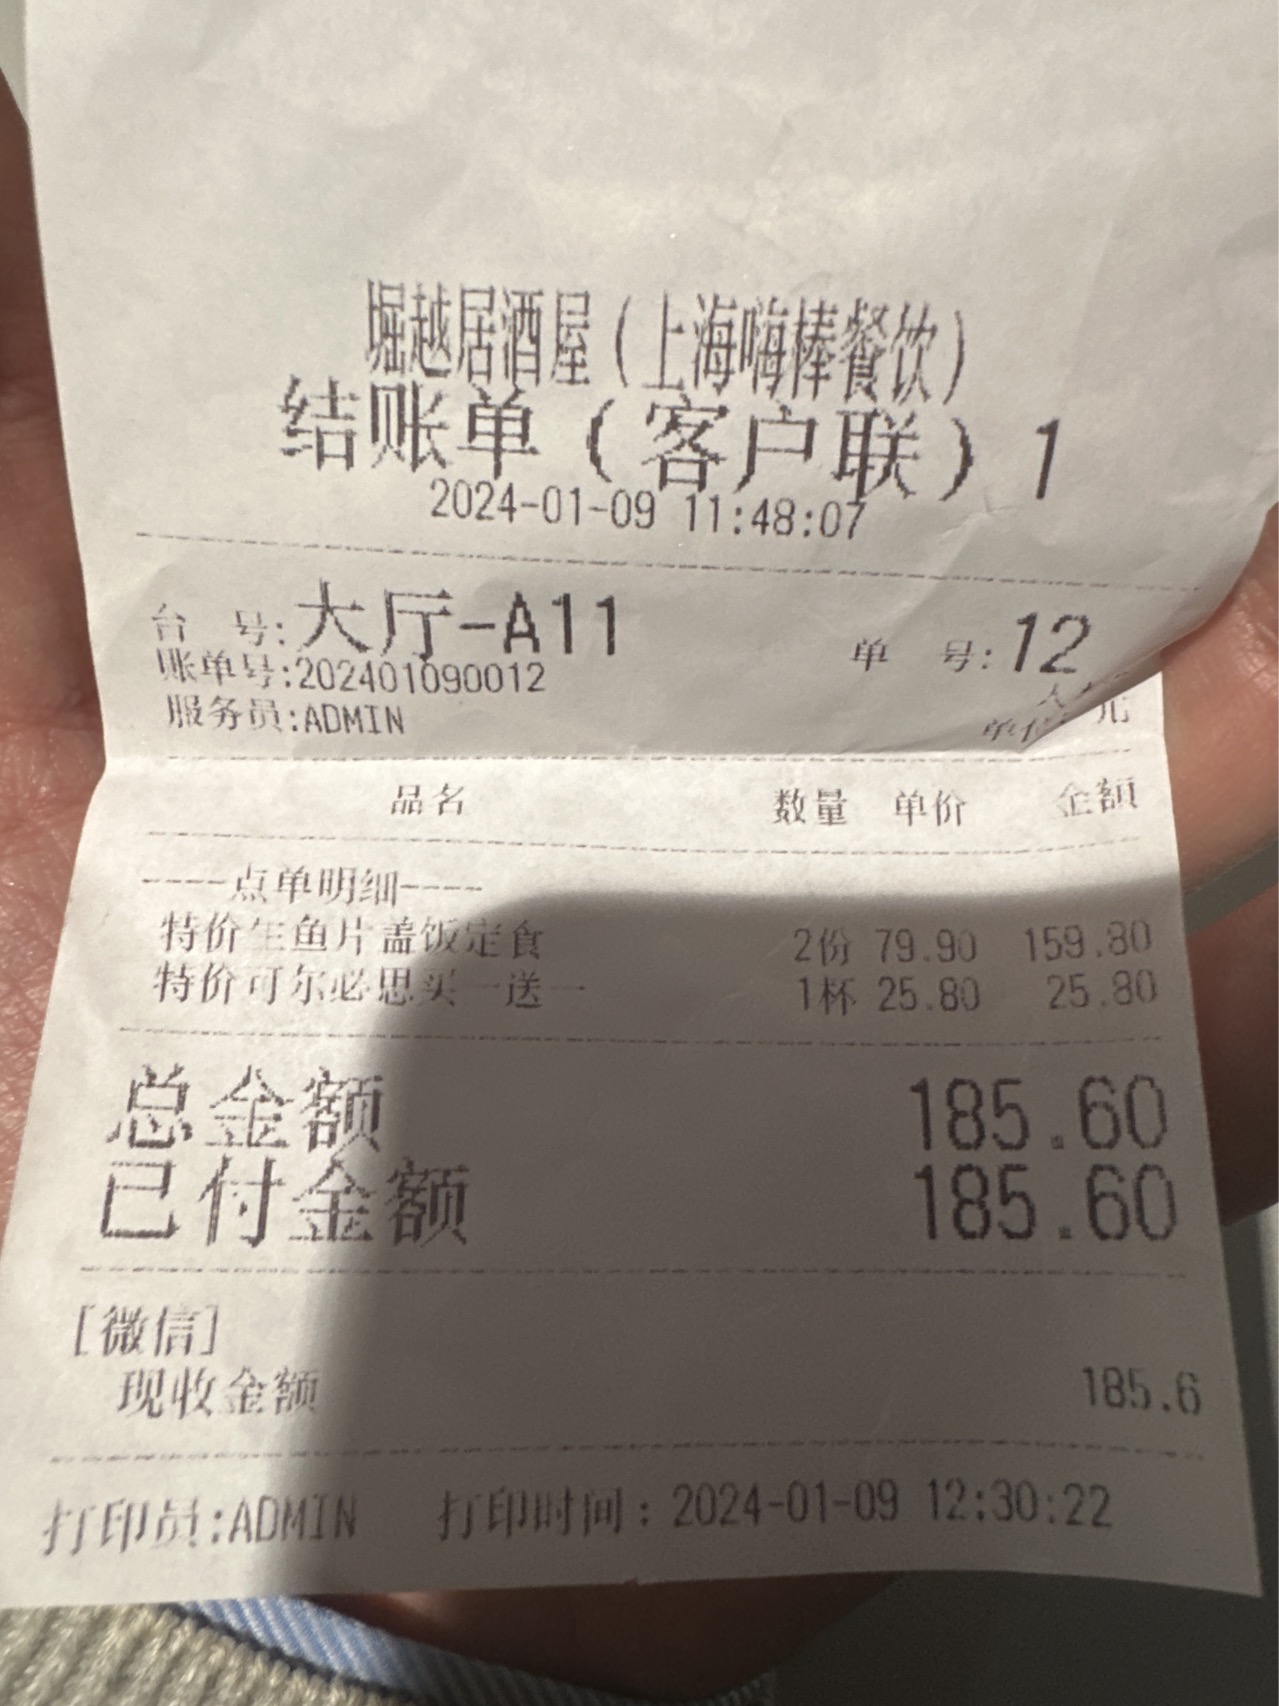 堀越居酒屋(上海嗨棒餐饮)
结账单(客户联)1
2024-01-09 11:48:07
台 号:大厅-A11 单 号:12
账单号:202401090012
服务员:ADMIN 元
品名 数量 单价 金额
----点单明细----
特价生鱼片盖饭定食 2份 79.90 159.80
特价可尔必思买一送一 1杯 25.80 25.80
总金额 185.60
已付金额 185.60
[微信]
现收金额 185.6
打印员:ADMIN 打印时间:2024-01-09 12:30:22